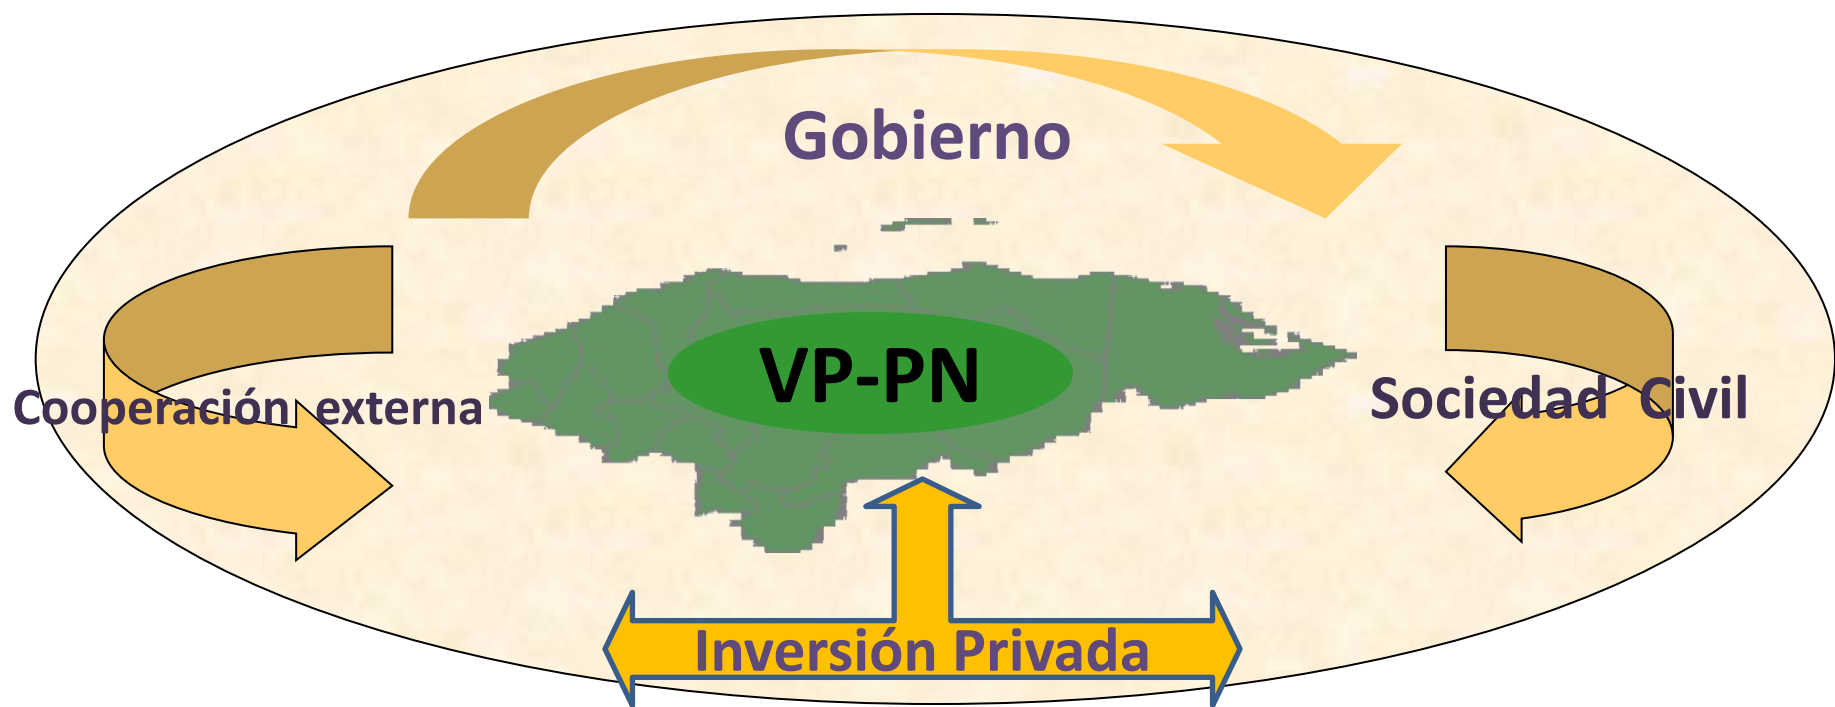 Gobierno
VP-PN
Cooperación externa
Sociedad Civil
Inversión Privada